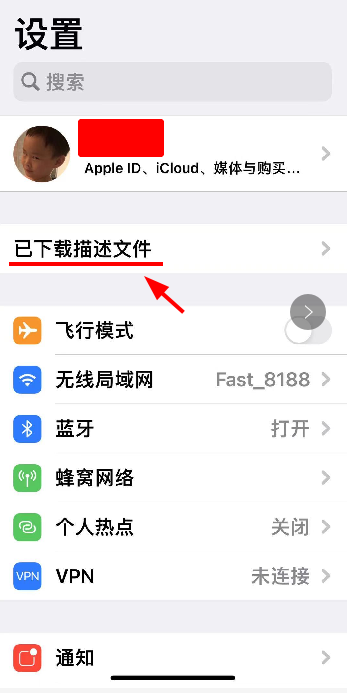 设置
搜索
Apple ID、iCloud、媒体与购买...
已下载描述文件
飞行模式
无线局域网 Fast_8188
蓝牙 打开
蜂窝网络
个人热点 关闭
VPN VPN 未连接
通知